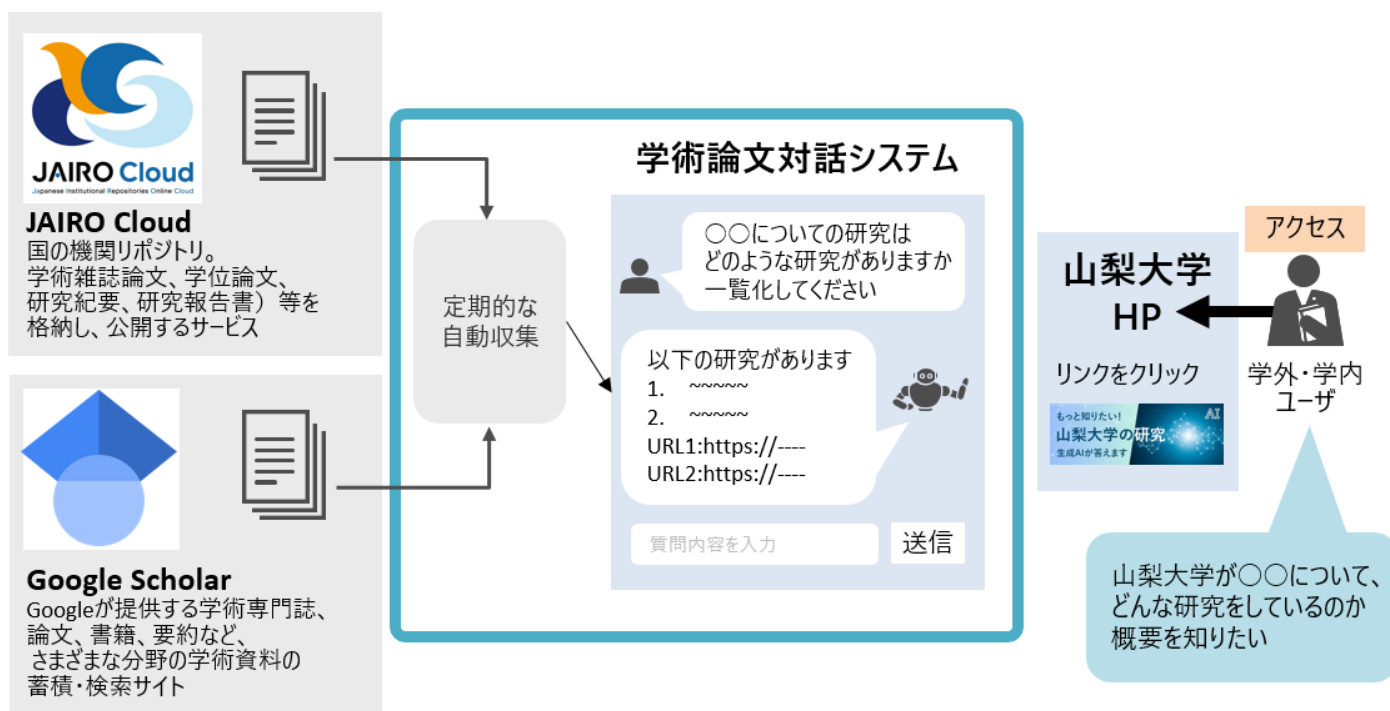 JAIRO Cloud
Japanese Institutional Repositories Online Cloud
JAIRO Cloud
国の機関リポジトリ。
学術雑誌論文、学位論文、
研究紀要、研究報告書）等を
格納し、公開するサービス
Google Scholar
Googleが提供する学術専門誌、
論文、書籍、要約など、
さまざまな分野の学術資料の
蓄積・検索サイト
定期的な
自動収集
学術論文対話システム
〇〇についての研究は
どのような研究がありますか
一覧化してください
以下の研究があります
1. ~~~~~
2. ~~~~~
URL1:https://----
URL2:https://----
質問内容を入力
送信
山梨大学
HP
リンクをクリック
もっと知りたい！
山梨大学の研究
生成AIが答えます
AI
アクセス
学外・学内
ユーザ
山梨大学が〇〇について、
どんな研究をしているのか
概要を知りたい